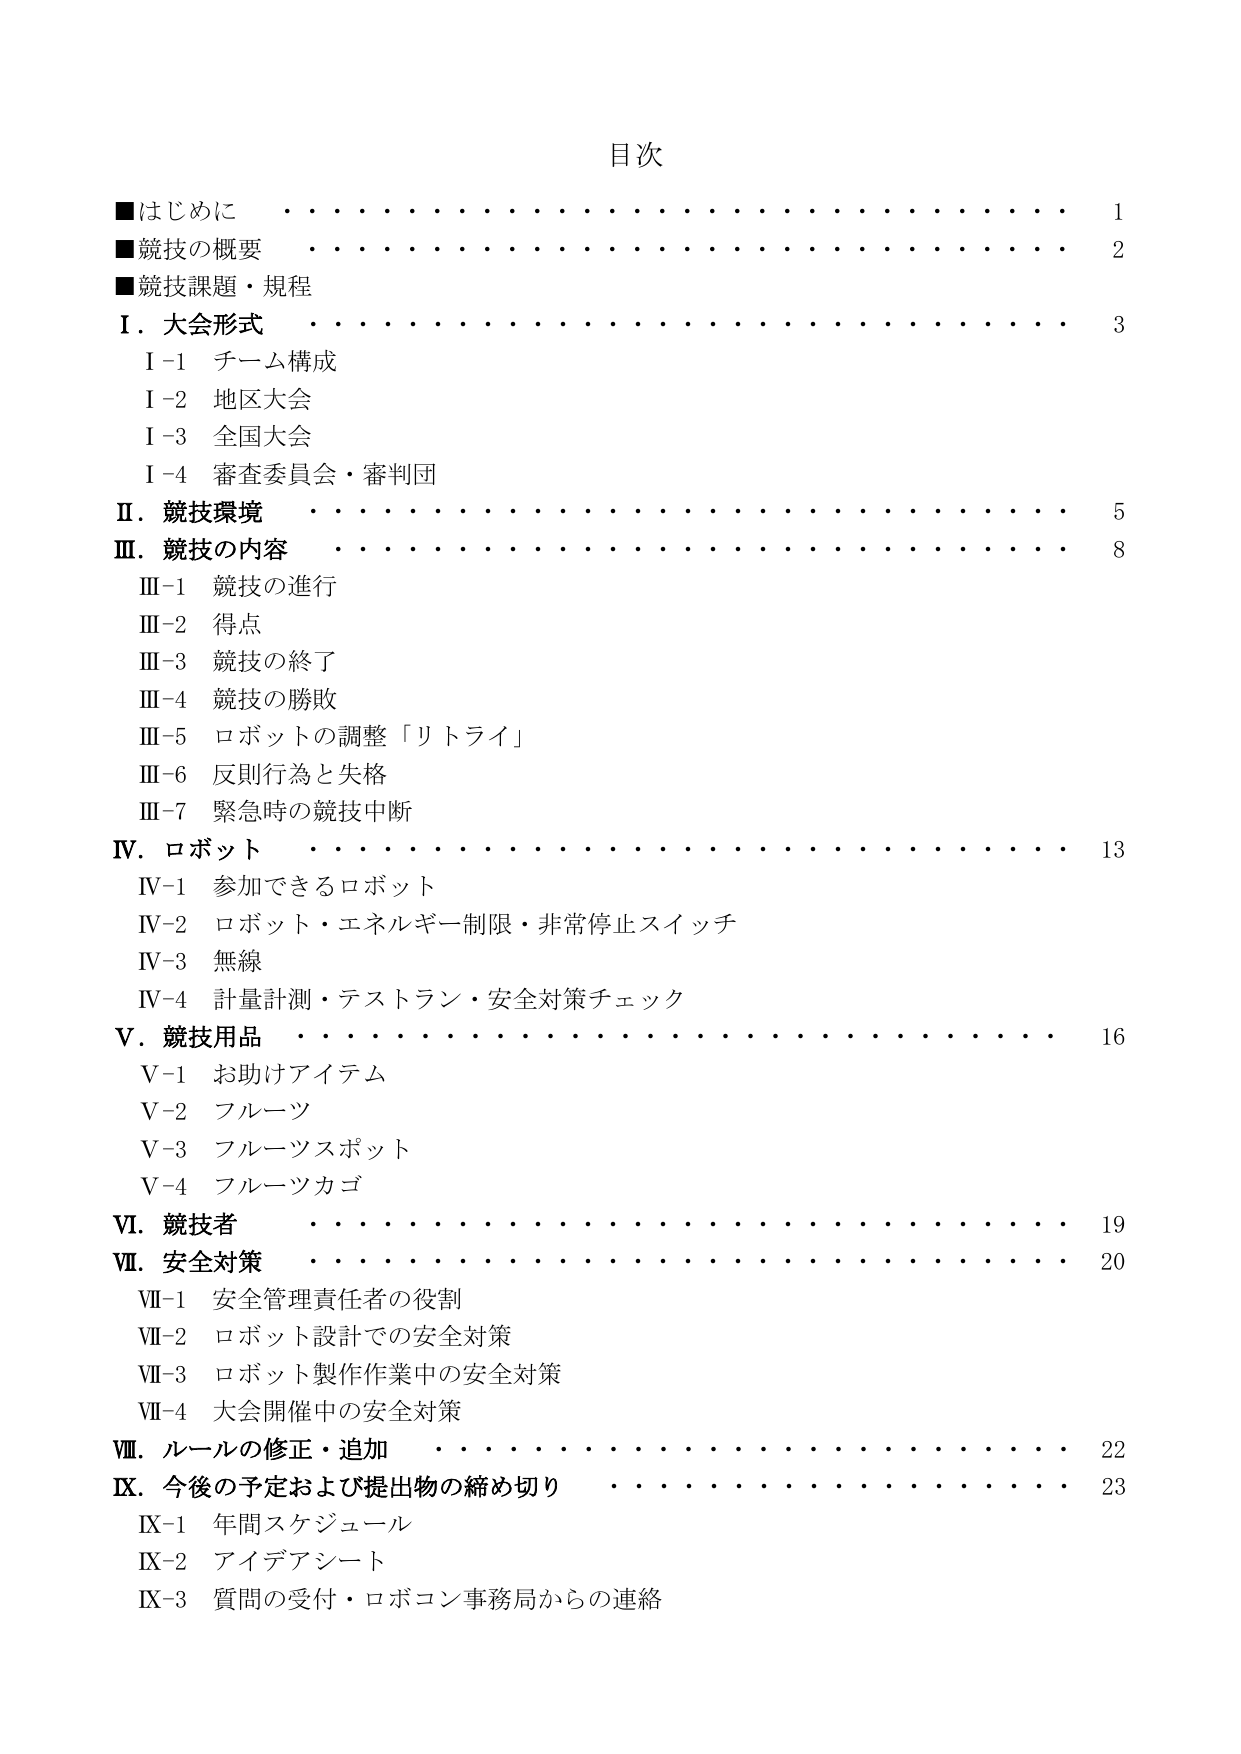 目次
■はじめに　・・・・・・・・・・・・・・・・・・・・・・・・・・・・・・・・　1
■競技の概要　・・・・・・・・・・・・・・・・・・・・・・・・・・・・・・・　2
■競技課題・規程
Ⅰ．大会形式　・・・・・・・・・・・・・・・・・・・・・・・・・・・・・・・　3
Ⅰ-1　チーム構成
Ⅰ-2　地区大会
Ⅰ-3　全国大会
Ⅰ-4　審査委員会・審判団
Ⅱ．競技環境　・・・・・・・・・・・・・・・・・・・・・・・・・・・・・・・　5
Ⅲ．競技の内容　・・・・・・・・・・・・・・・・・・・・・・・・・・・・・・　8
Ⅲ-1　競技の進行
Ⅲ-2　得点
Ⅲ-3　競技の終了
Ⅲ-4　競技の勝敗
Ⅲ-5　ロボットの調整「リトライ」
Ⅲ-6　反則行為と失格
Ⅲ-7　緊急時の競技中断
Ⅳ．ロボット　・・・・・・・・・・・・・・・・・・・・・・・・・・・・・・・　13
Ⅳ-1　参加できるロボット
Ⅳ-2　ロボット・エネルギー制限・非常停止スイッチ
Ⅳ-3　無線
Ⅳ-4　計量計測・テストラン・安全対策チェック
Ⅴ．競技用品　・・・・・・・・・・・・・・・・・・・・・・・・・・・・・・・　16
Ⅴ-1　お助けアイテム
Ⅴ-2　フルーツ
Ⅴ-3　フルーツスポット
Ⅴ-4　フルーツカゴ
Ⅵ．競技者　・・・・・・・・・・・・・・・・・・・・・・・・・・・・・・・　19
Ⅶ．安全対策　・・・・・・・・・・・・・・・・・・・・・・・・・・・・・・・　20
Ⅶ-1　安全管理責任者の役割
Ⅶ-2　ロボット設計での安全対策
Ⅶ-3　ロボット製作作業中の安全対策
Ⅶ-4　大会開催中の安全対策
Ⅷ．ルールの修正・追加　・・・・・・・・・・・・・・・・・・・・・・・・・・　22
Ⅸ．今後の予定および提出物の締め切り　・・・・・・・・・・・・・・・・・・・　23
Ⅸ-1　年間スケジュール
Ⅸ-2　アイデアシート
Ⅸ-3　質問の受付・ロボコン事務局からの連絡